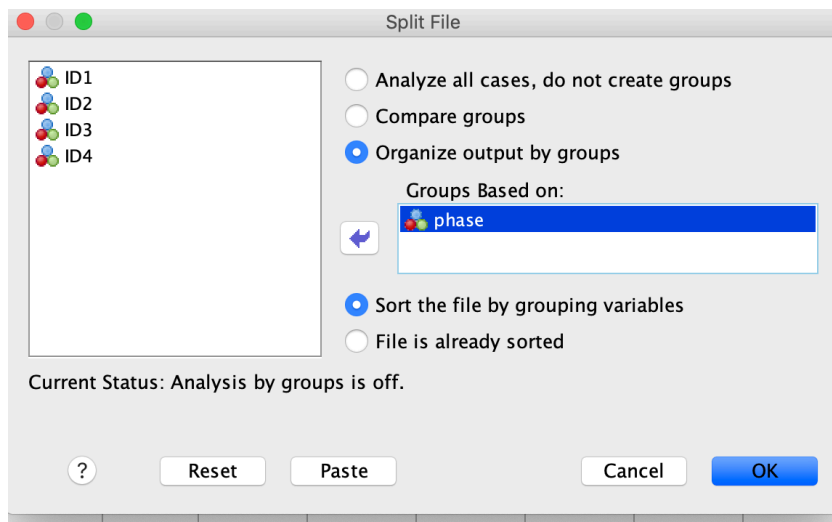 Split File
ID1
ID2
ID3
ID4
Analyze all cases, do not create groups
Compare groups
Organize output by groups
Groups Based on:
phase
Sort the file by grouping variables
File is already sorted
Current Status: Analysis by groups is off.
?
Reset
Paste
Cancel
OK